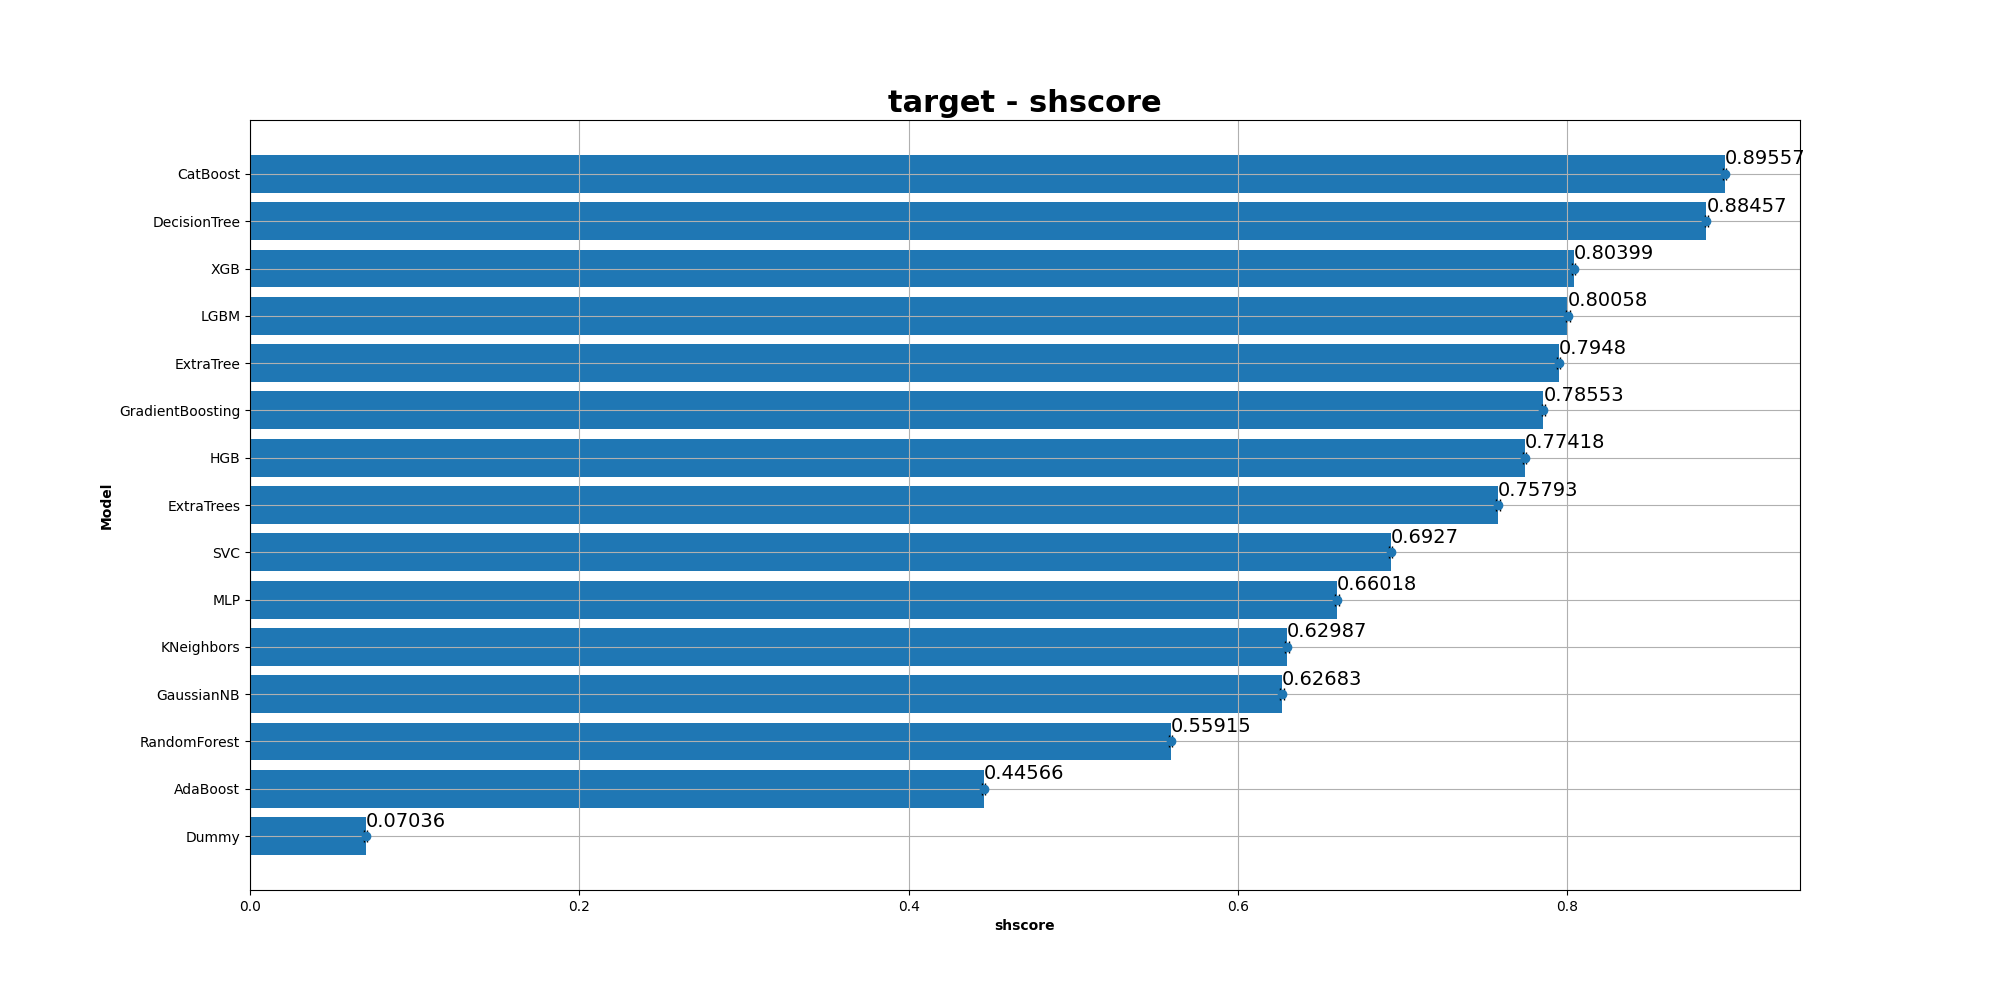 target - shscore
CatBoost 0.89557
DecisionTree 0.88457
XGB 0.80399
LGBM 0.80058
ExtraTree 0.7948
GradientBoosting 0.78553
HGB 0.77418
ExtraTrees 0.75793
SVC 0.6927
MLP 0.66018
KNeighbors 0.62987
GaussianNB 0.62683
RandomForest 0.55915
AdaBoost 0.44566
Dummy 0.07036
Model
0.0 0.2 0.4 0.6 0.8
shscore